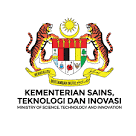 KEMENTERIAN SAINS,
TEKNOLOGI DAN INOVASI
MINISTRY OF SCIENCE, TECHNOLOGY AND INNOVATION